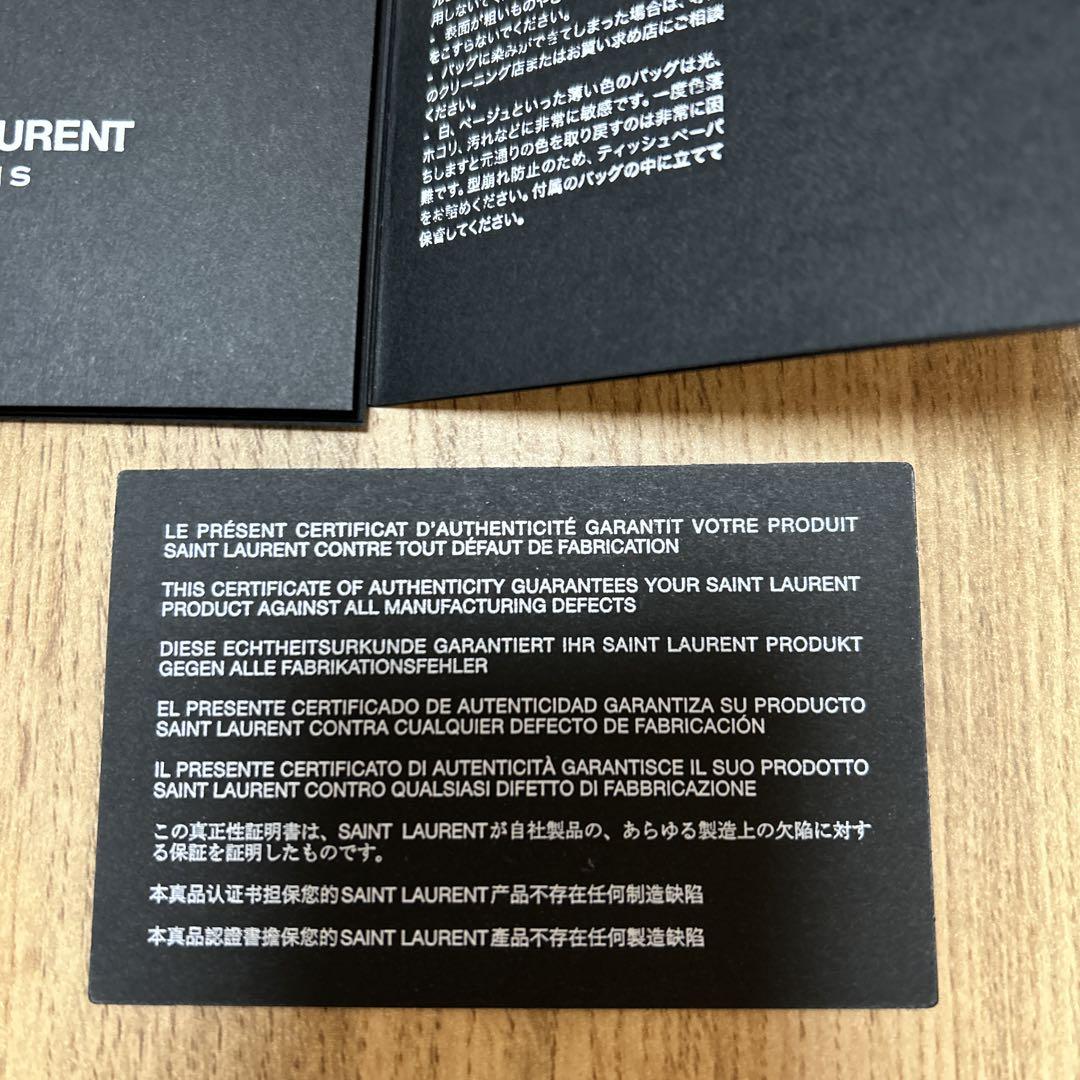 URENT
IS
用しないで
・表面が粗いものや
をこすらないでください。
・バッグに染みができてしまった場合は、
のクリーニング店またはお買い求め店にご相談
ください。
・白、ベージュといった薄い色のバッグは光、
ホコリ、汚れなどに非常に敏感です。一度色落
ちしますと元通りの色を取り戻すのは非常に困
難です。型崩れ防止のため、ティッシュペーパ
をお詰めください。付属のバッグの中に立てて
保管してください。
LE PRÉSENT CERTIFICAT D'AUTHENTICITÉ GARANTIT VOTRE PRODUIT
SAINT LAURENT CONTRE TOUT DÉFAUT DE FABRICATION
THIS CERTIFICATE OF AUTHENTICITY GUARANTEES YOUR SAINT LAURENT
PRODUCT AGAINST ALL MANUFACTURING DEFECTS
DIESE ECHTHEITSURKUNDE GARANTIERT IHR SAINT LAURENT PRODUKT
GEGEN ALLE FABRIKATIONSFEHLER
EL PRESENTE CERTIFICADO DE AUTENTICIDAD GARANTIZA SU PRODUCTO
SAINT LAURENT CONTRA CUALQUIER DEFECTO DE FABRICACIÓN
IL PRESENTE CERTIFICATO DI AUTENTICITÀ GARANTISCE IL SUO PRODOTTO
SAINT LAURENT CONTRO QUALSIASI DIFETTO DI FABBRICAZIONE
この真正性証明書は、SAINT LAURENTが自社製品の、あらゆる製造上の欠陥に対す
る保証を証明したものです。
本真品认证书担保您的SAINT LAURENT产品不存在任何制造缺陷
本真品認證書擔保您的SAINT LAURENT產品不存在任何製造缺陷